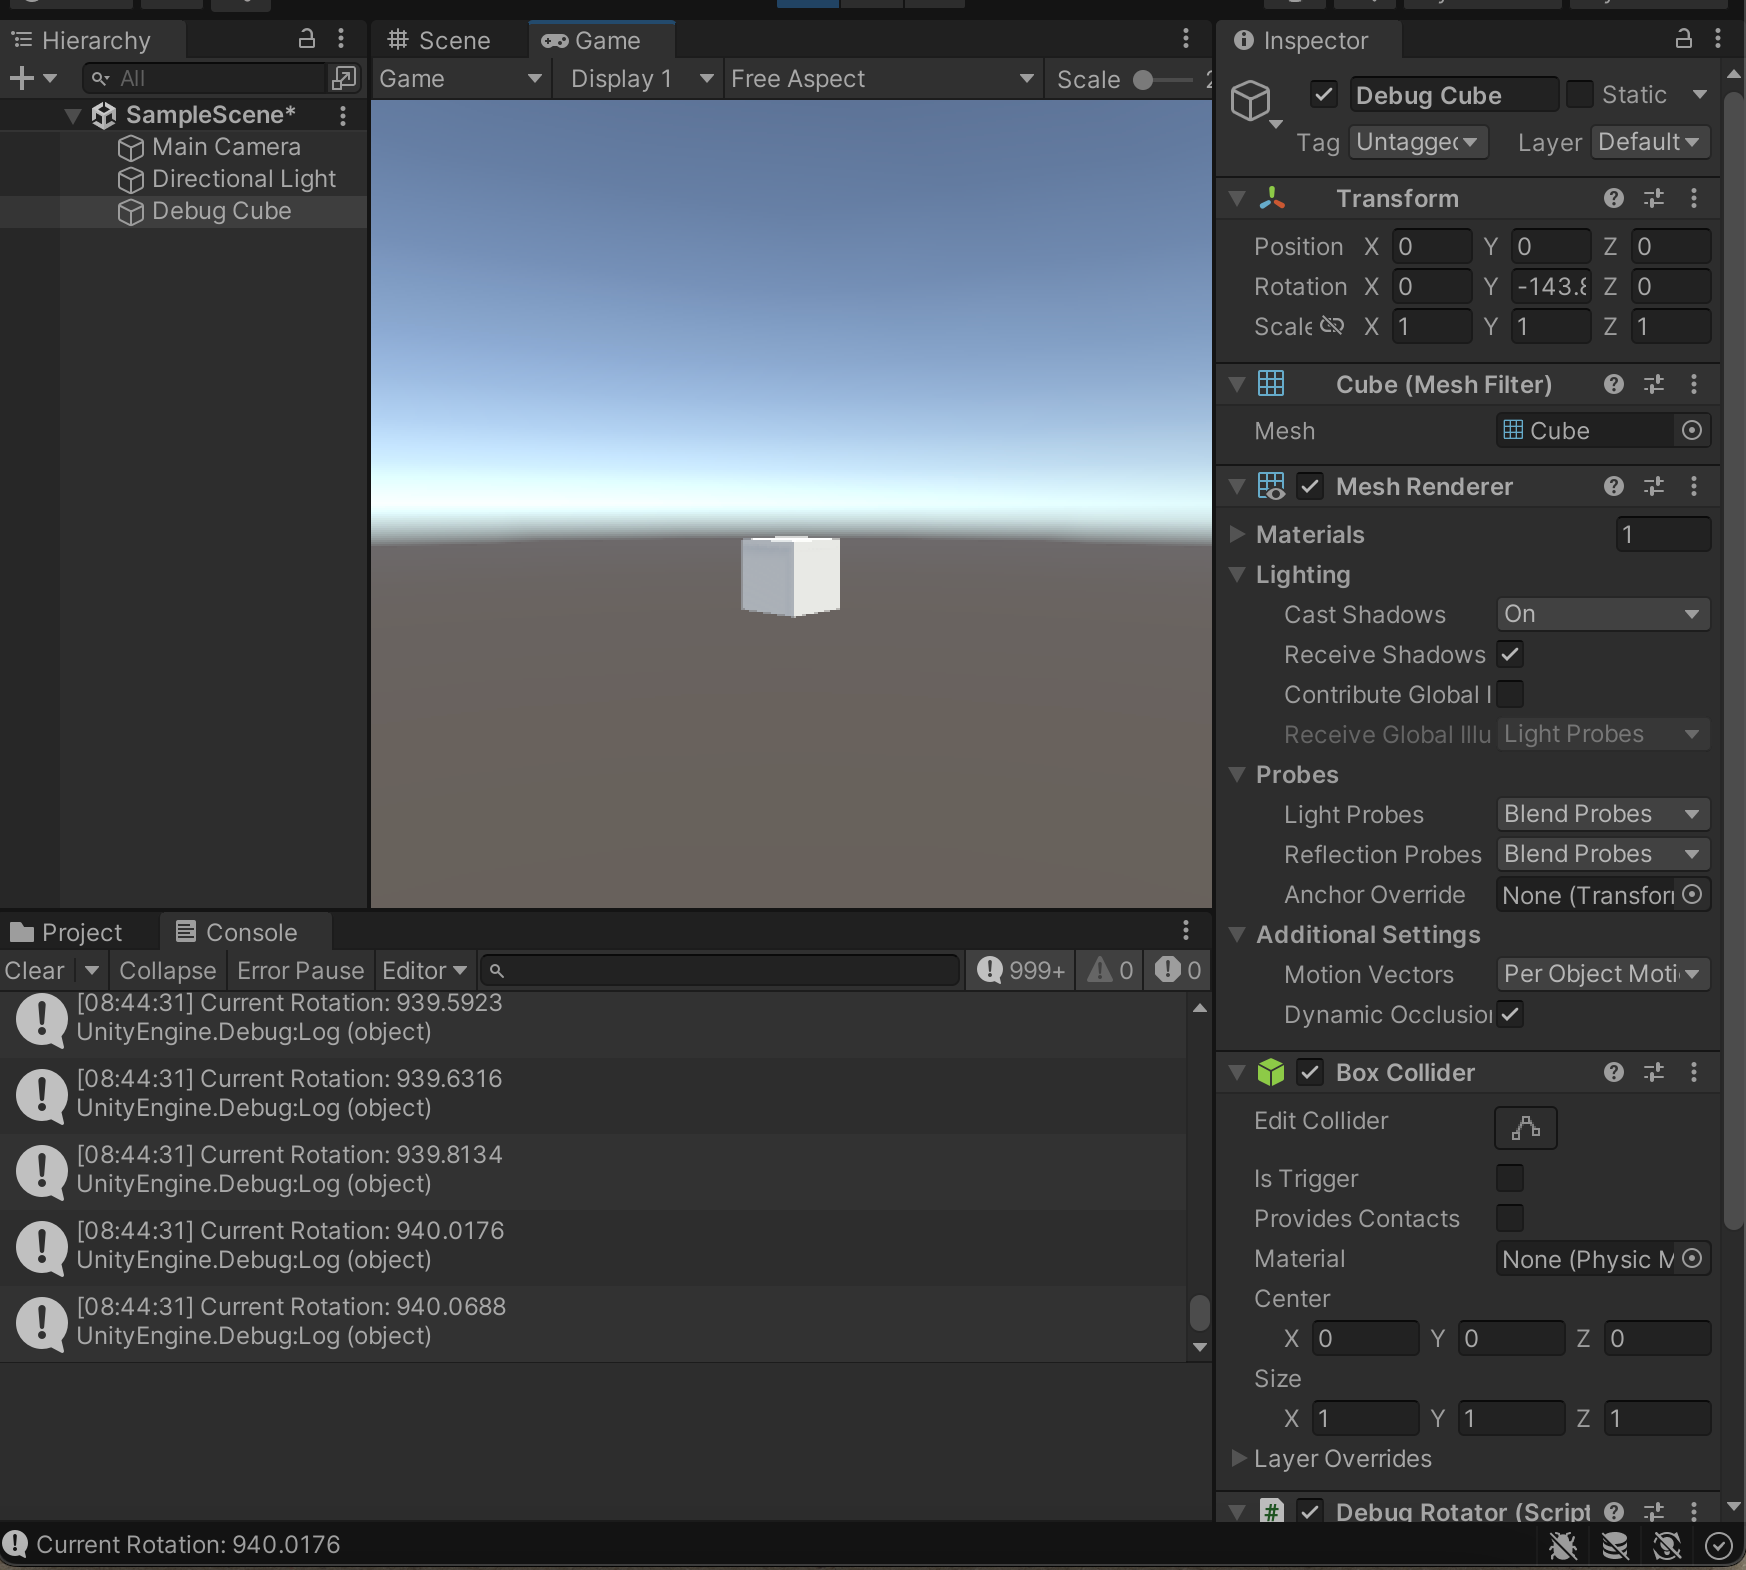 Hierarchy
All
SampleScene*
Main Camera
Directional Light
Debug Cube
Scene
Game
Game
Display 1
Free Aspect
Scale
2
Inspector
Debug Cube
Static
Tag
Untagged
Layer
Default
Transform
Position X 0 Y 0 Z 0
Rotation X 0 Y -143.8 Z 0
Scale X 1 Y 1 Z 1
Cube (Mesh Filter)
Mesh
Cube
Mesh Renderer
Materials
1
Lighting
Cast Shadows
On
Receive Shadows
Contribute Global I
Receive Global Illu
Light Probes
Probes
Light Probes
Blend Probes
Reflection Probes
Blend Probes
Anchor Override
None (Transfor
Additional Settings
Motion Vectors
Per Object Moti
Dynamic Occlusion
Box Collider
Edit Collider
Is Trigger
Provides Contacts
Material
None (Physic M
Center
X 0 Y 0 Z 0
Size
X 1 Y 1 Z 1
Layer Overrides
# Debug Rotator (Script
Project
Console
Clear
Collapse
Error Pause
Editor
999+
0
0
[08:44:31] Current Rotation: 939.5923
UnityEngine.Debug:Log (object)
[08:44:31] Current Rotation: 939.6316
UnityEngine.Debug:Log (object)
[08:44:31] Current Rotation: 939.8134
UnityEngine.Debug:Log (object)
[08:44:31] Current Rotation: 940.0176
UnityEngine.Debug:Log (object)
[08:44:31] Current Rotation: 940.0688
UnityEngine.Debug:Log (object)
Current Rotation: 940.0176